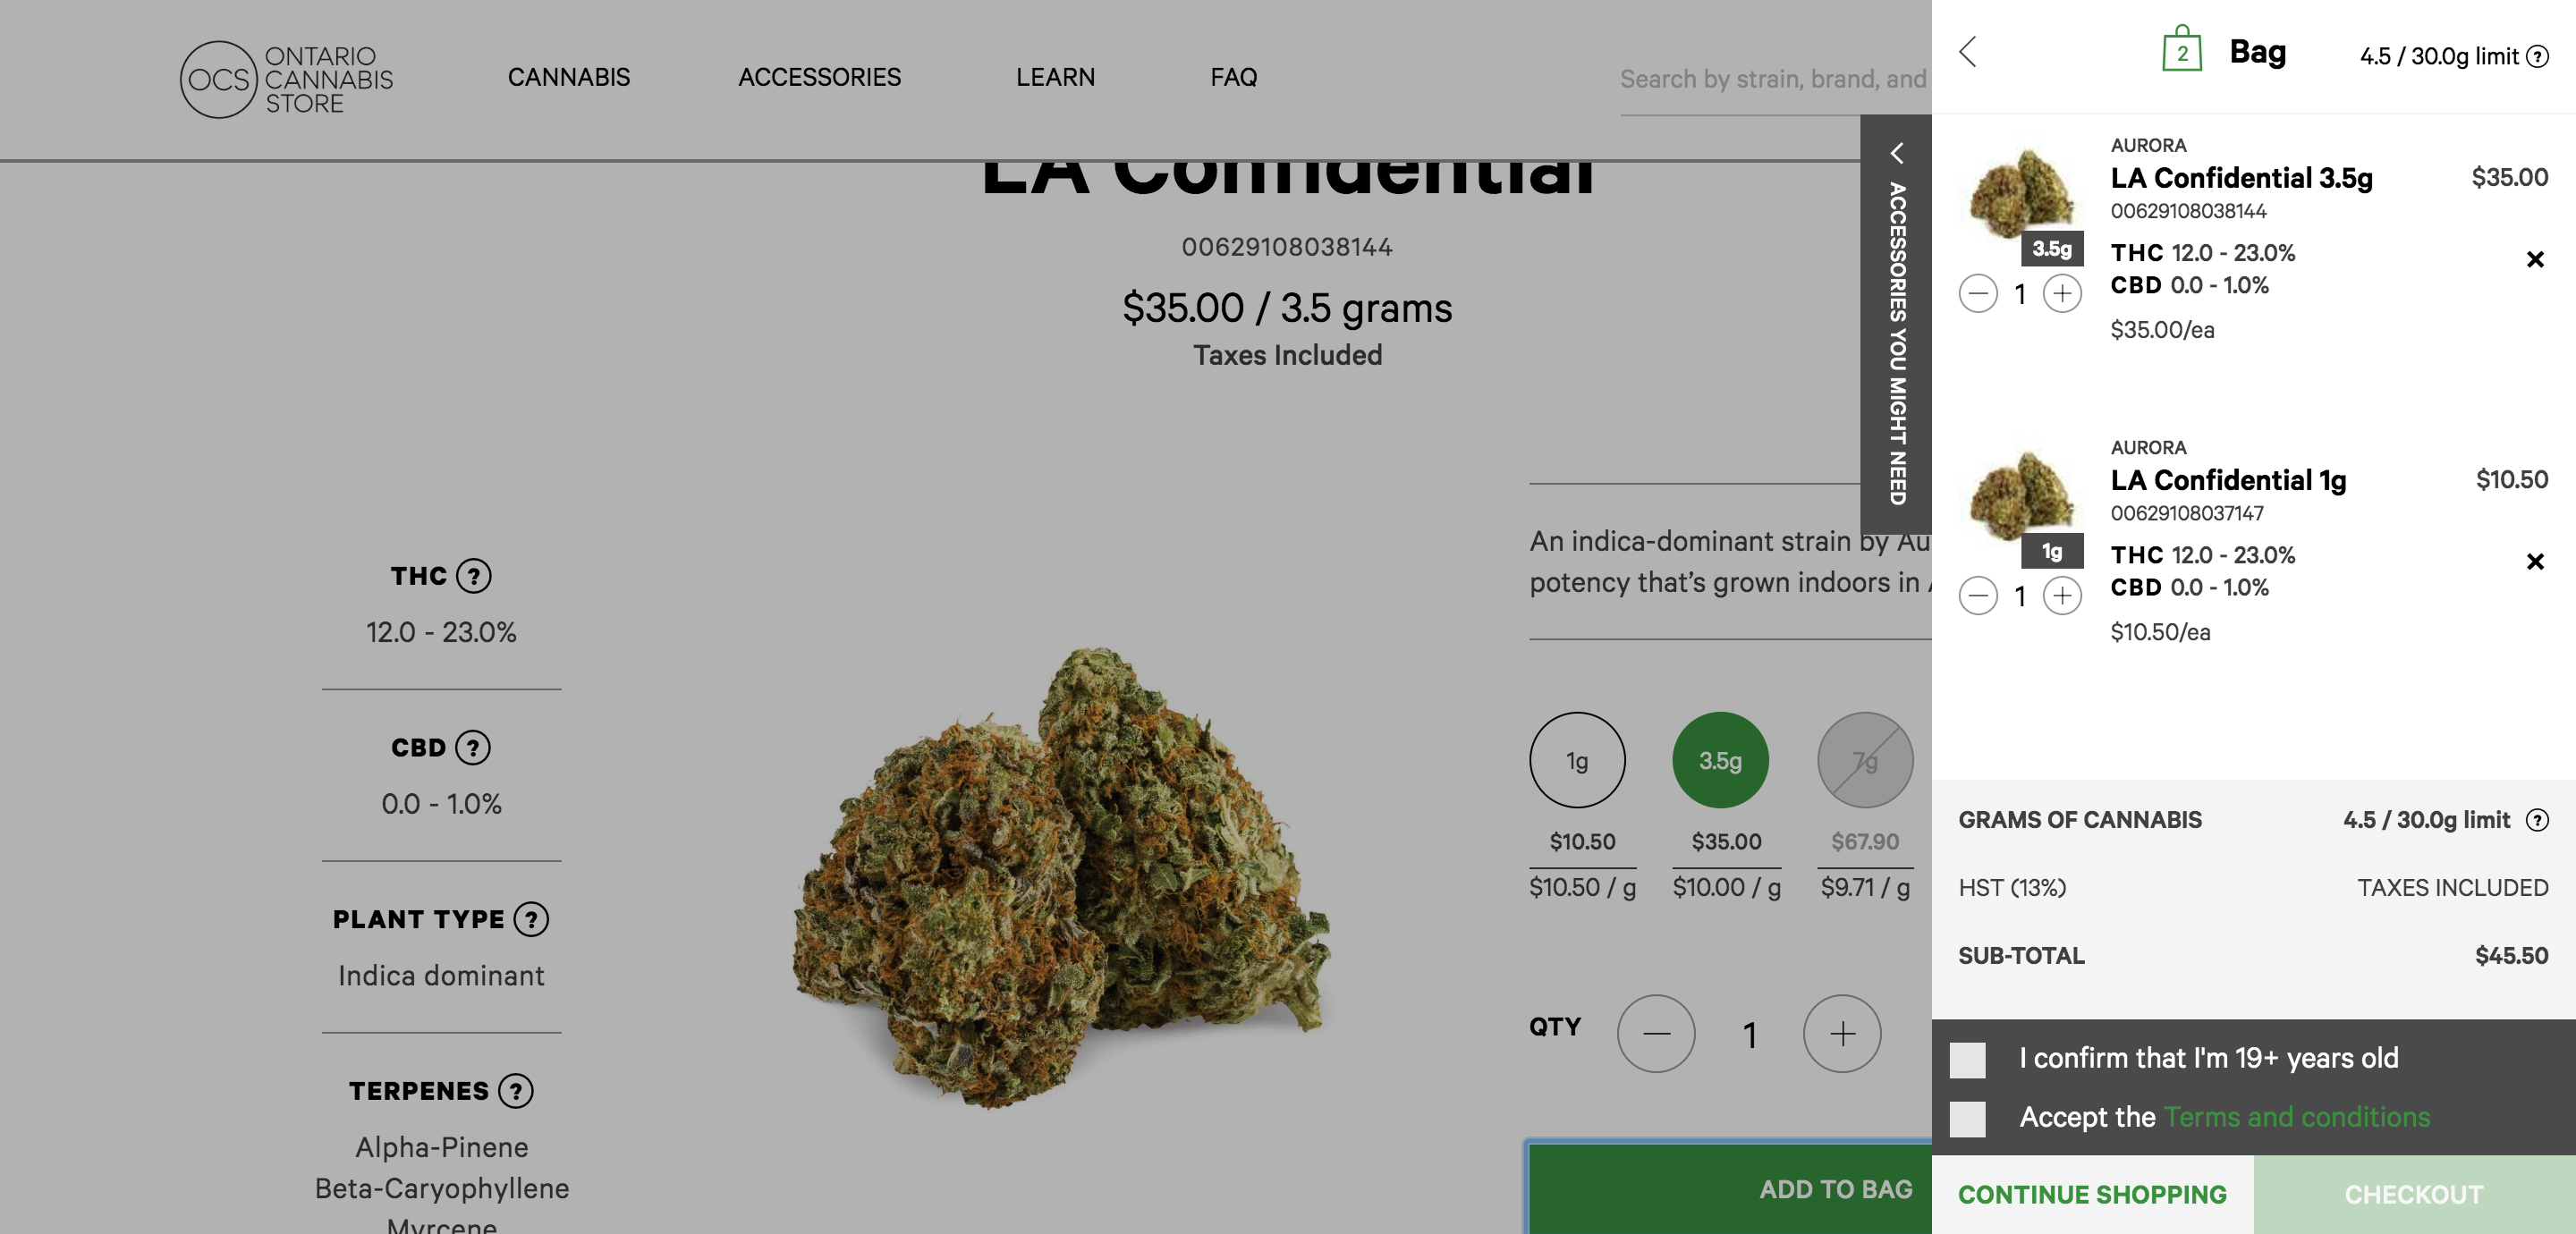 OCS
ONTARIO
CANNABIS
STORE
CANNABIS
ACCESSORIES
LEARN
FAQ
Search by strain, brand, and
LA Confidential
00629108038144
$35.00 / 3.5 grams
Taxes Included
THC ?
12.0 - 23.0%
CBD ?
0.0 - 1.0%
PLANT TYPE ?
Indica dominant
TERPENES ?
Alpha-Pinene
Beta-Caryophyllene
Myrcene
An indica-dominant strain by Au
potency that’s grown indoors in
1g
3.5g
7g
$10.50
$35.00
$67.90
$10.50 / g
$10.00 / g
$9.71 / g
QTY
1
ADD TO BAG
ACCESSORIES YOU MIGHT NEED
2
Bag
4.5 / 30.0g limit ?
AURORA
LA Confidential 3.5g
$35.00
00629108038144
3.5g
THC 12.0 - 23.0%
CBD 0.0 - 1.0%
1
$35.00/ea
AURORA
LA Confidential 1g
$10.50
00629108037147
1g
THC 12.0 - 23.0%
CBD 0.0 - 1.0%
1
$10.50/ea
GRAMS OF CANNABIS
4.5 / 30.0g limit ?
HST (13%)
TAXES INCLUDED
SUB-TOTAL
$45.50
I confirm that I'm 19+ years old
Accept the Terms and conditions
CONTINUE SHOPPING
CHECKOUT